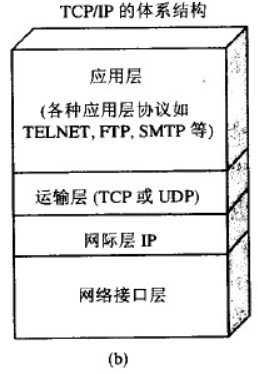 TCP/IP 的体系结构
应用层
(各种应用层协议如
TELNET, FTP, SMTP 等)
运输层 (TCP 或 UDP)
网际层 IP
网络接口层
(b)